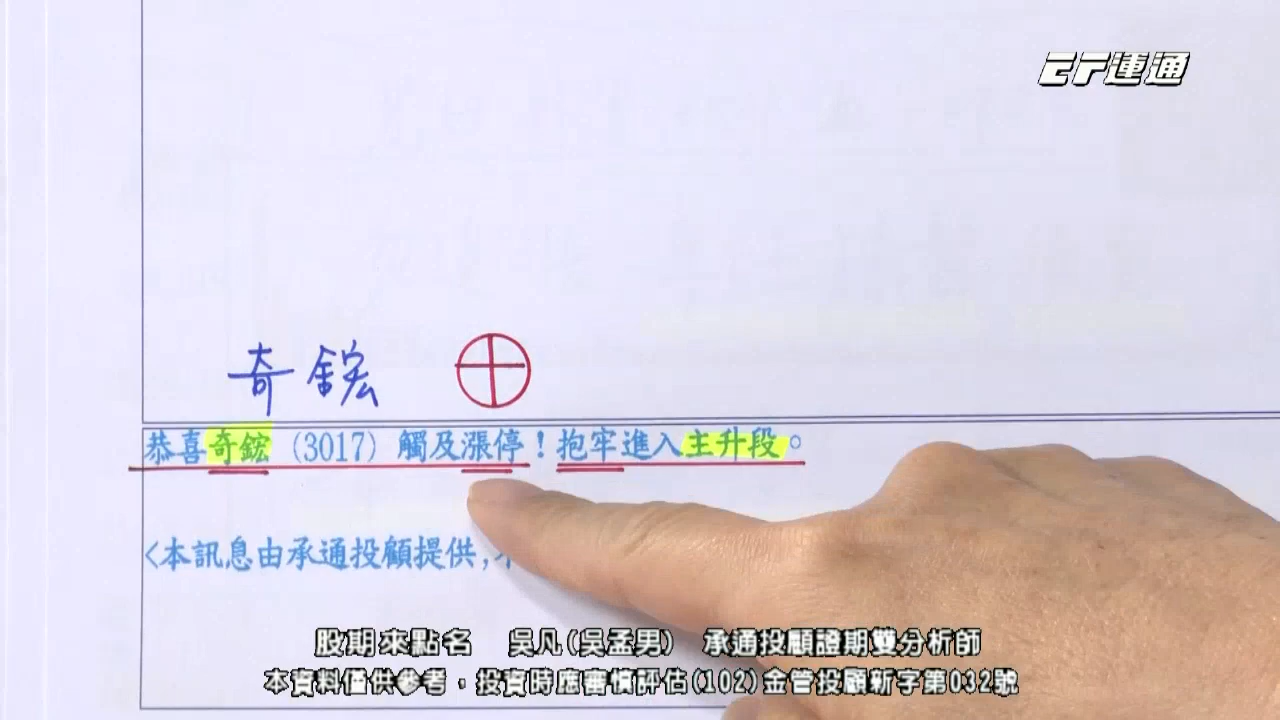 EF運通
奇鋐
恭喜奇鋐（3017）觸及漲停！抱牢進入主升段。
〈本訊息由承通投顧提供,
股期來點名 吳凡(吳孟男) 承通投顧證期雙分析師
本資料僅供參考，投資時應審慎評估(102)金管投顧新字第032號